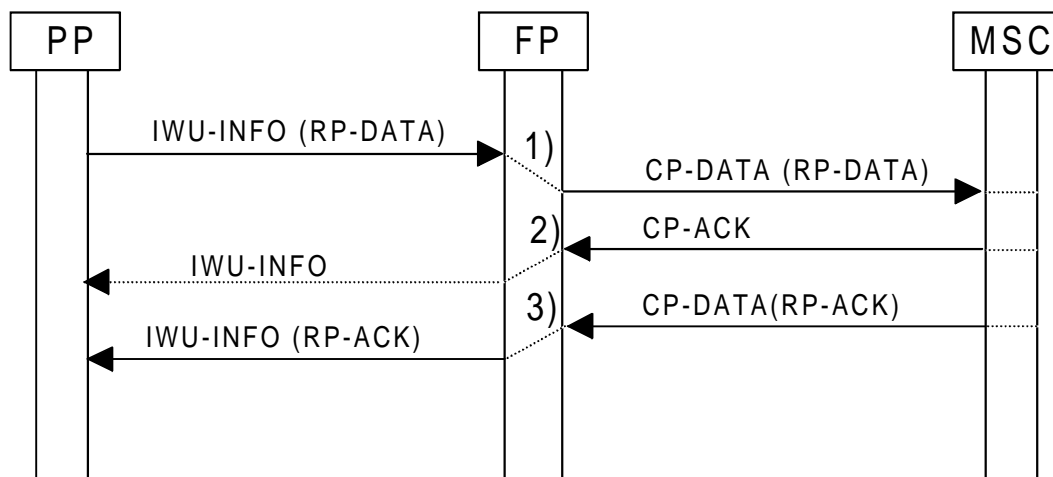 PP
FP
MSC
IWU-INFO (RP-DATA)
1)
CP-DATA (RP-DATA)
2)
CP-ACK
IWU-INFO
3)
CP-DATA(RP-ACK)
IWU-INFO (RP-ACK)